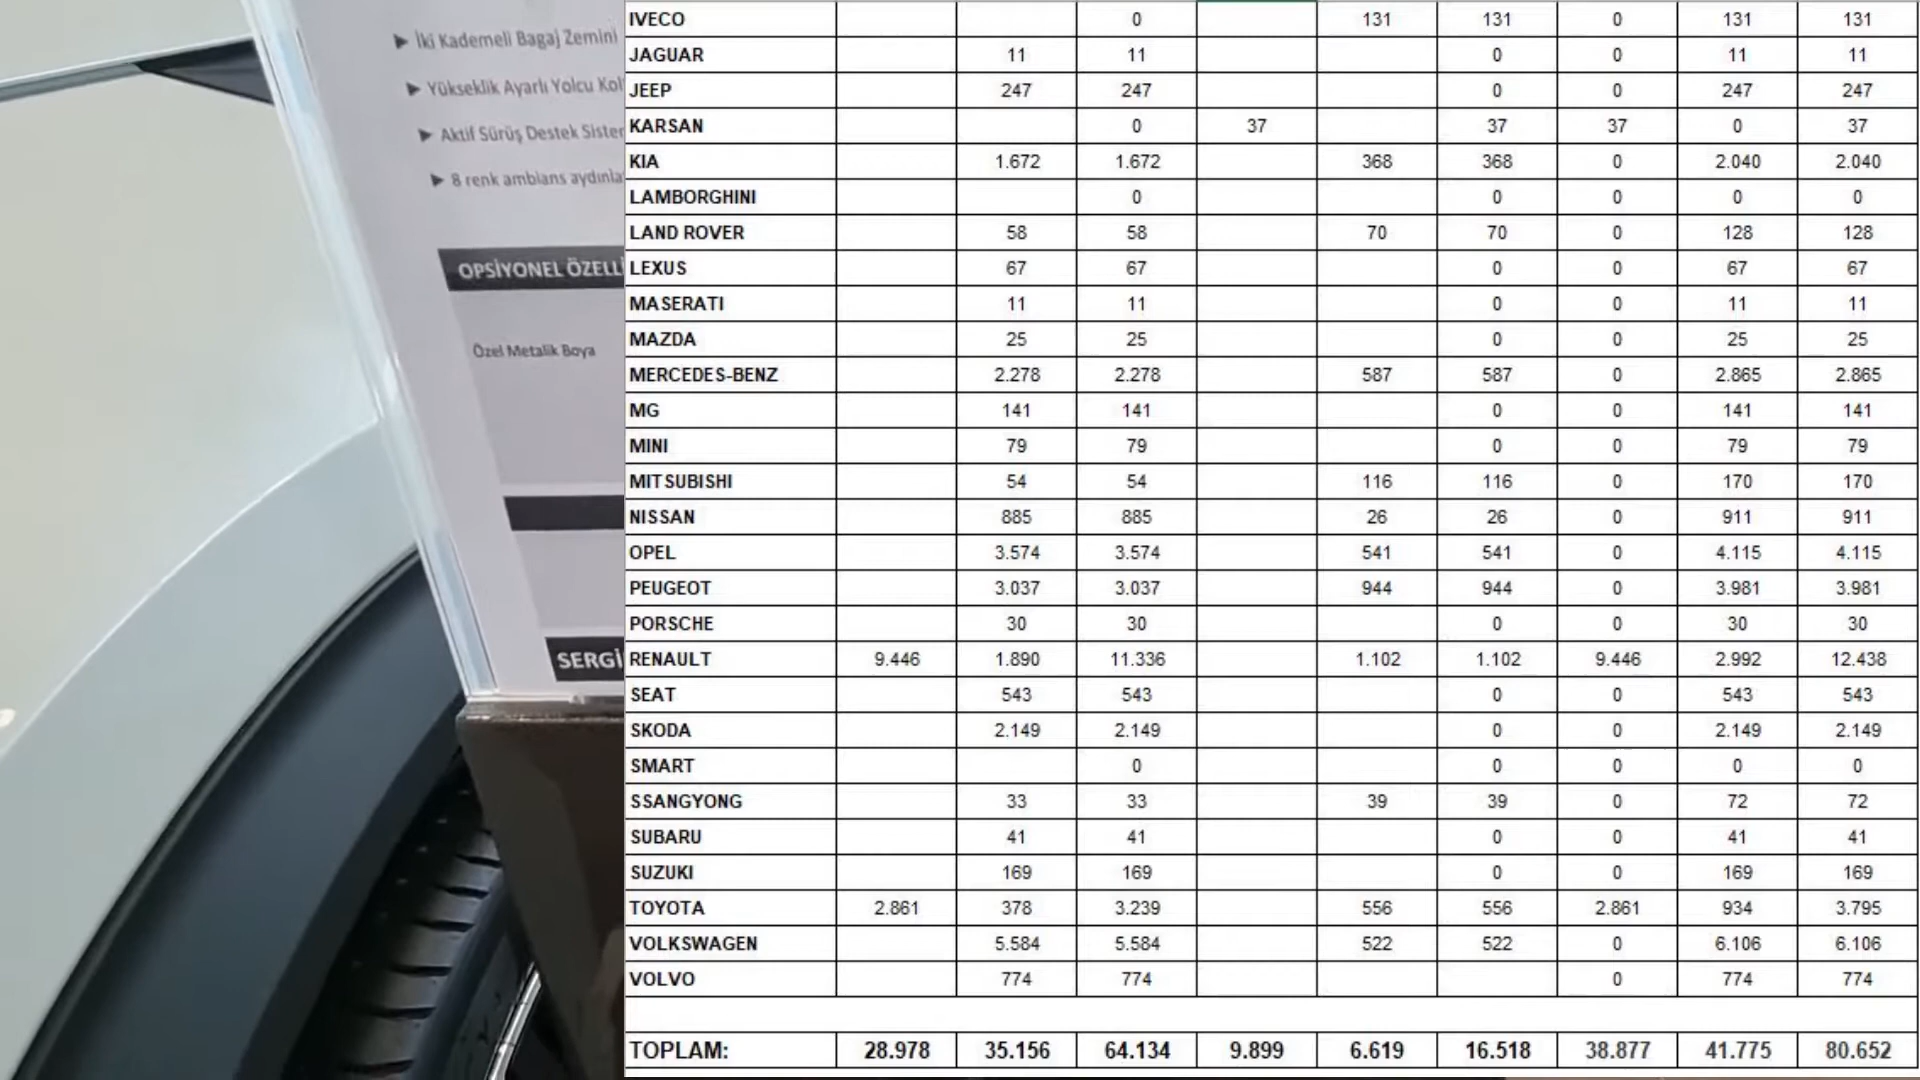 ► İki Kademeli Bagaj Zemini
► Yükseklik Ayarlı Yolcu Kol
► Aktif Sürüş Destek Sister
► 8 renk ambians aydınla
OPSİYONEL ÖZELLİ
Özel Metalik Boya
SERGİ
IVECO 0 131 131 0 131 131
JAGUAR 11 11 0 0 11 11
JEEP 247 247 0 0 247 247
KARSAN 0 37 37 37 0 37
KIA 1.672 1.672 368 368 0 2.040 2.040
LAMBORGHINI 0 0 0 0 0
LAND ROVER 58 58 70 70 0 128 128
LEXUS 67 67 0 0 67 67
MASERATI 11 11 0 0 11 11
MAZDA 25 25 0 0 25 25
MERCEDES-BENZ 2.278 2.278 587 587 0 2.865 2.865
MG 141 141 0 0 141 141
MINI 79 79 0 0 79 79
MITSUBISHI 54 54 116 116 0 170 170
NISSAN 885 885 26 26 0 911 911
OPEL 3.574 3.574 541 541 0 4.115 4.115
PEUGEOT 3.037 3.037 944 944 0 3.981 3.981
PORSCHE 30 30 0 0 30 30
RENAULT 9.446 1.890 11.336 1.102 1.102 9.446 2.992 12.438
SEAT 543 543 0 0 543 543
SKODA 2.149 2.149 0 0 2.149 2.149
SMART 0 0 0 0 0
SSANGYONG 33 33 39 39 0 72 72
SUBARU 41 41 0 0 41 41
SUZUKI 169 169 0 0 169 169
TOYOTA 2.861 378 3.239 556 556 2.861 934 3.795
VOLKSWAGEN 5.584 5.584 522 522 0 6.106 6.106
VOLVO 774 774 0 774 774
TOPLAM: 28.978 35.156 64.134 9.899 6.619 16.518 38.877 41.775 80.652